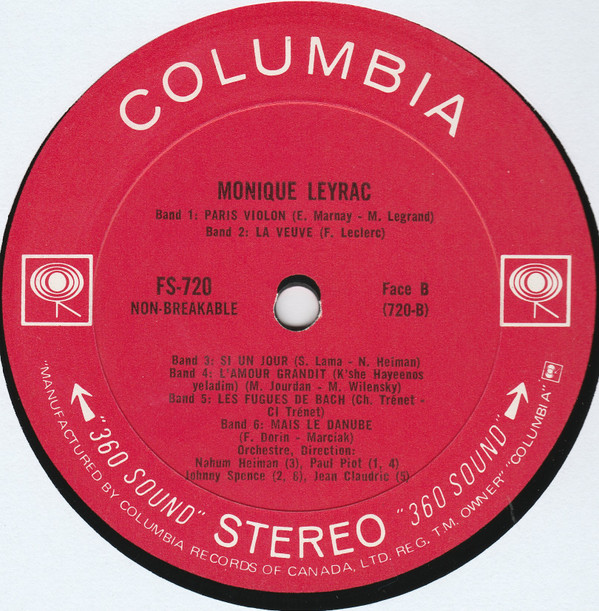 COLUMBIA
MONIQUE LEYRAC
Band 1: PARIS VIOLON (E. Marnay - M. Legrand)
Band 2: LA VEUVE (F. Leclerc)
FS-720
NON-BREAKABLE
Face B
(720-B)
Band 3: SI UN JOUR (S. Lama - N. Heiman)
Band 4: L'AMOUR GRANDIT (K'she Hayeenos
yeladim) (M. Jourdan - M. Wilensky)
Band 5: LES FUGUES DE BACH (Ch. Trénet -
Cl Trénet)
Band 6: MAIS LE DANUBE
(F. Dorin - Marciak)
Orchestre, Direction:
Nahum Heiman (3), Paul Piot (1, 4)
Johnny Spence (2, 6), Jean Claudric (5)
"360 SOUND" STEREO "360 SOUND"
"MANUFACTURED BY COLUMBIA RECORDS OF CANADA, LTD. REG. T.M. OWNER" "COLUMBIA"